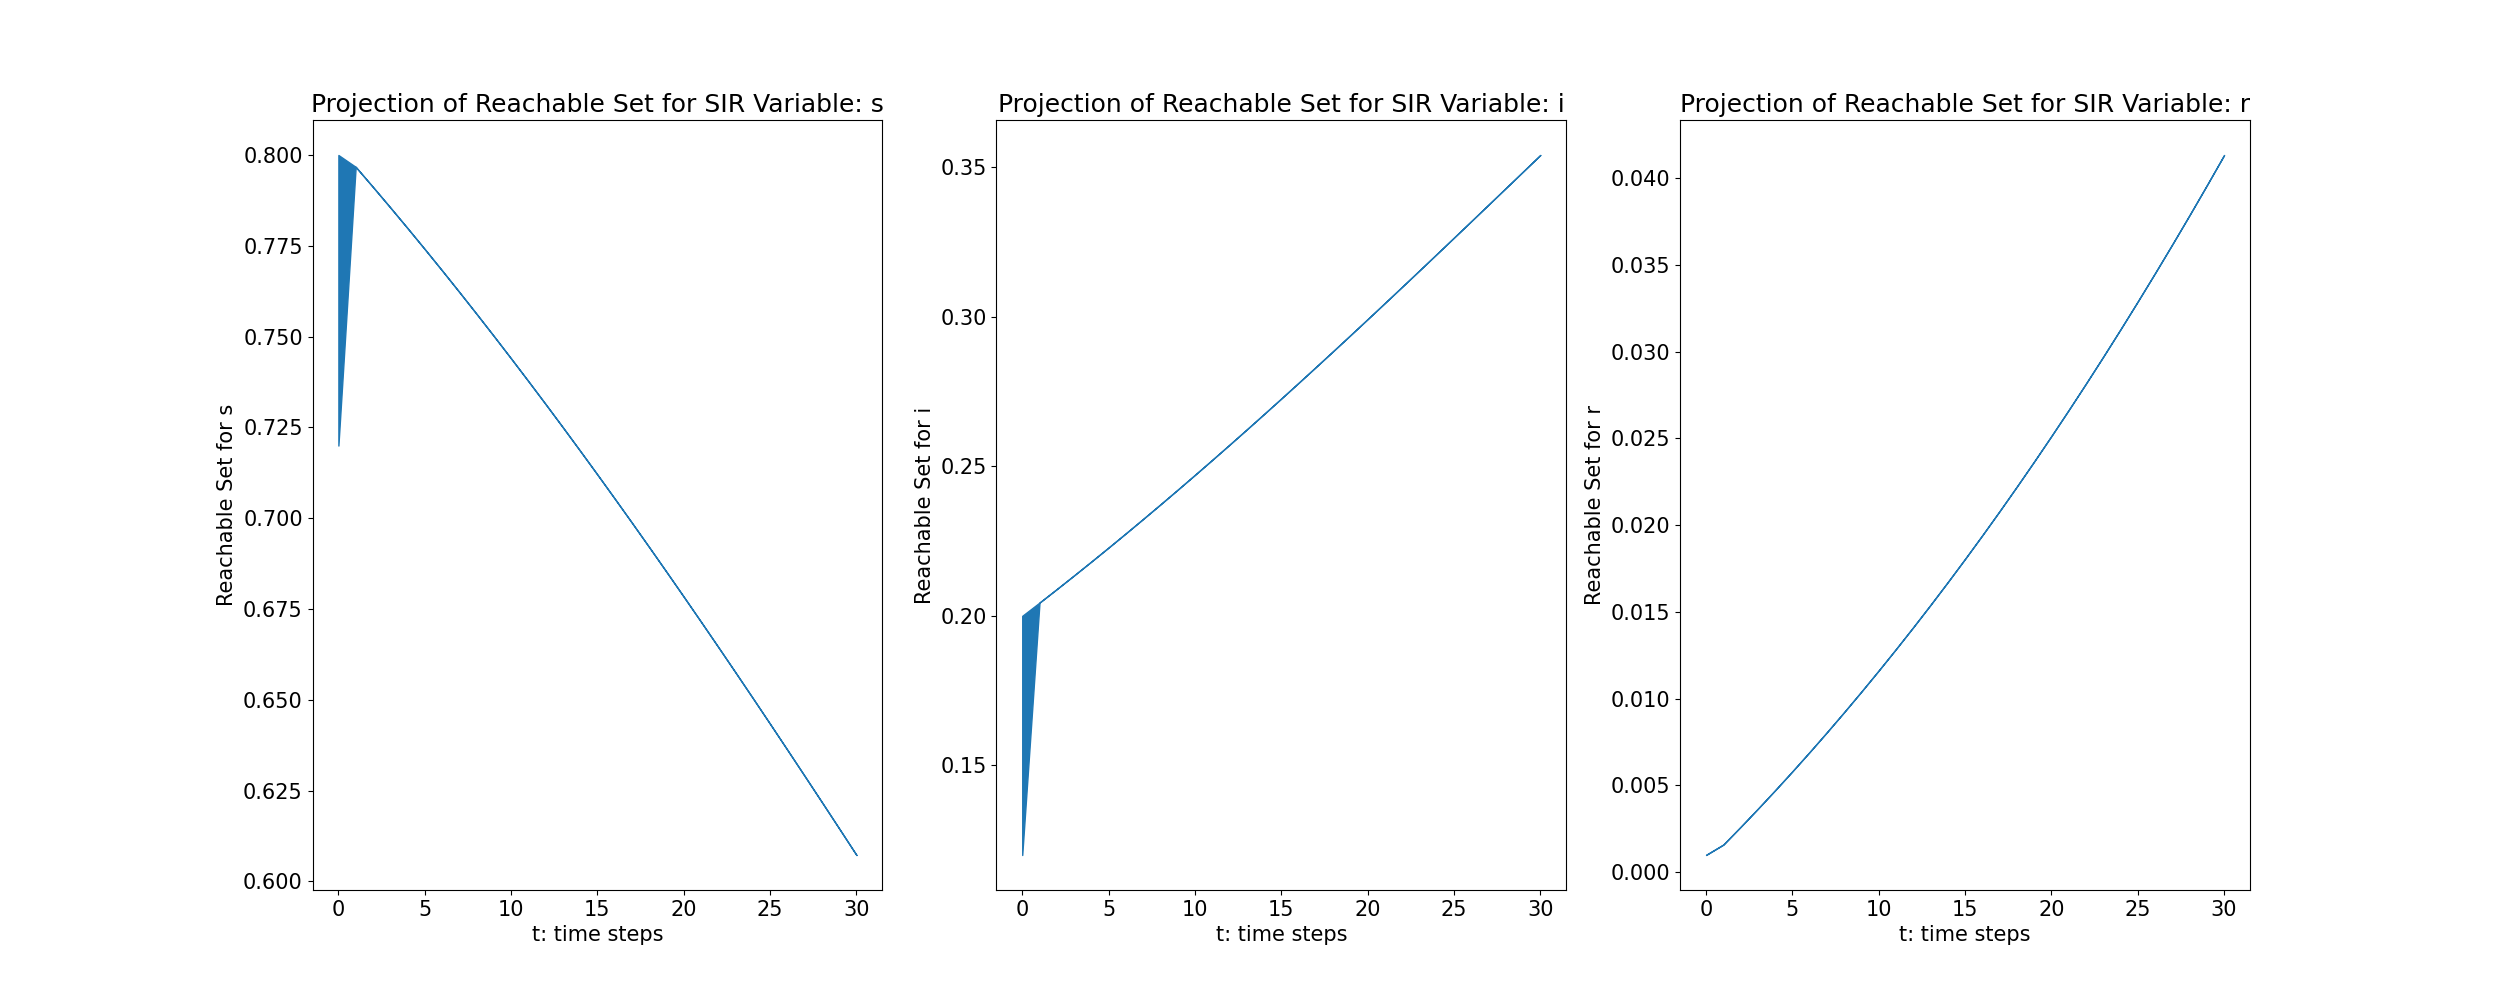 Projection of Reachable Set for SIR Variable: s
Reachable Set for s
0.800
0.775
0.750
0.725
0.700
0.675
0.650
0.625
0.600
0 5 10 15 20 25 30
t: time steps
Projection of Reachable Set for SIR Variable: i
Reachable Set for i
0.35
0.30
0.25
0.20
0.15
0 5 10 15 20 25 30
t: time steps
Projection of Reachable Set for SIR Variable: r
Reachable Set for r
0.040
0.035
0.030
0.025
0.020
0.015
0.010
0.005
0.000
0 5 10 15 20 25 30
t: time steps